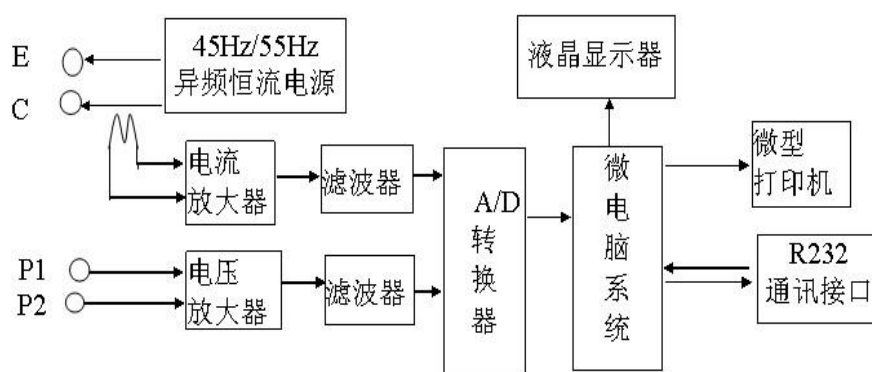 E
C
45Hz/55Hz
异频恒流电源
液晶显示器
电流
放大器
滤波器
A/D
转
换
器
微
电
脑
系
统
微型
打印机
P1
P2
电压
放大器
滤波器
R232
通讯接口